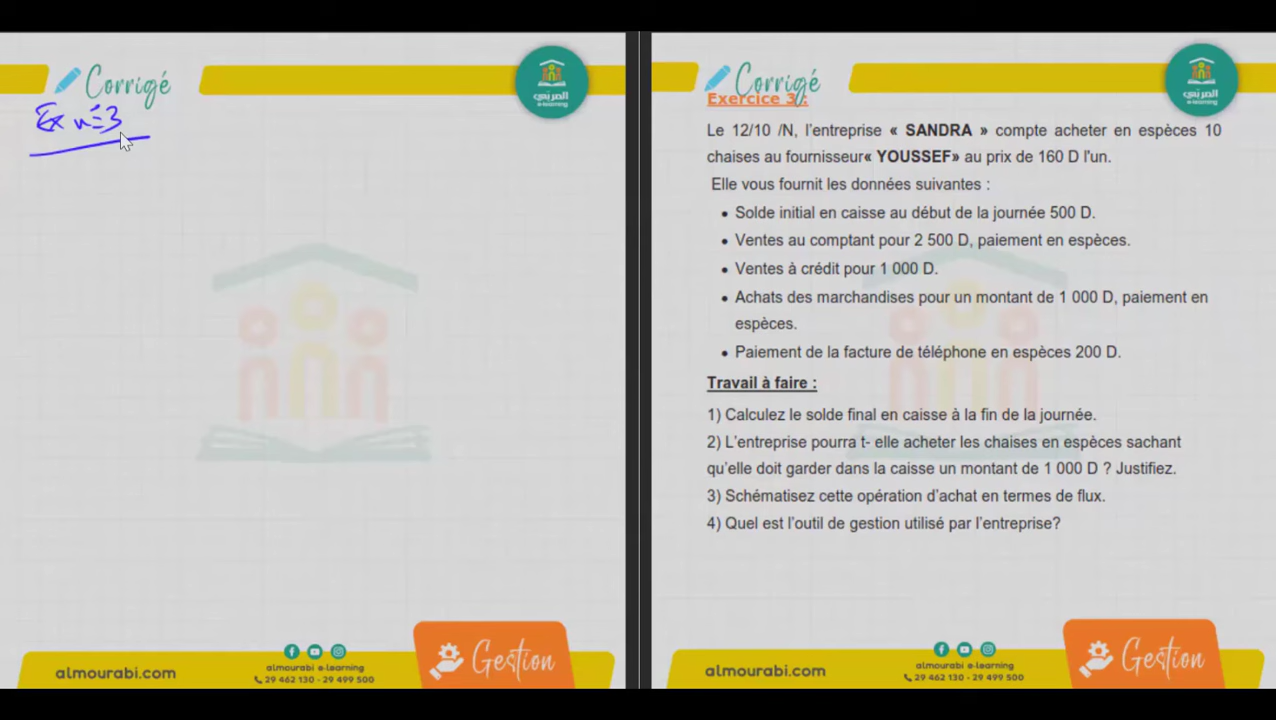 Corrigé
المربّي
e-learning
Ex n=3
almourabi.com
almourabi e-learning
29 462 130 - 29 499 500
Gestion
Corrigé
المربّي
e-learning
Exercice 3 :
Le 12/10 /N, l'entreprise « SANDRA » compte acheter en espèces 10
chaises au fournisseur« YOUSSEF» au prix de 160 D l'un.
Elle vous fournit les données suivantes :
• Solde initial en caisse au début de la journée 500 D.
• Ventes au comptant pour 2 500 D, paiement en espèces.
• Ventes à crédit pour 1 000 D.
• Achats des marchandises pour un montant de 1 000 D, paiement en
espèces.
• Paiement de la facture de téléphone en espèces 200 D.
Travail à faire :
1) Calculez le solde final en caisse à la fin de la journée.
2) L'entreprise pourra t- elle acheter les chaises en espèces sachant
qu'elle doit garder dans la caisse un montant de 1 000 D ? Justifiez.
3) Schématisez cette opération d'achat en termes de flux.
4) Quel est l'outil de gestion utilisé par l'entreprise?
almourabi.com
almourabi e-learning
29 462 130 - 29 499 500
Gestion